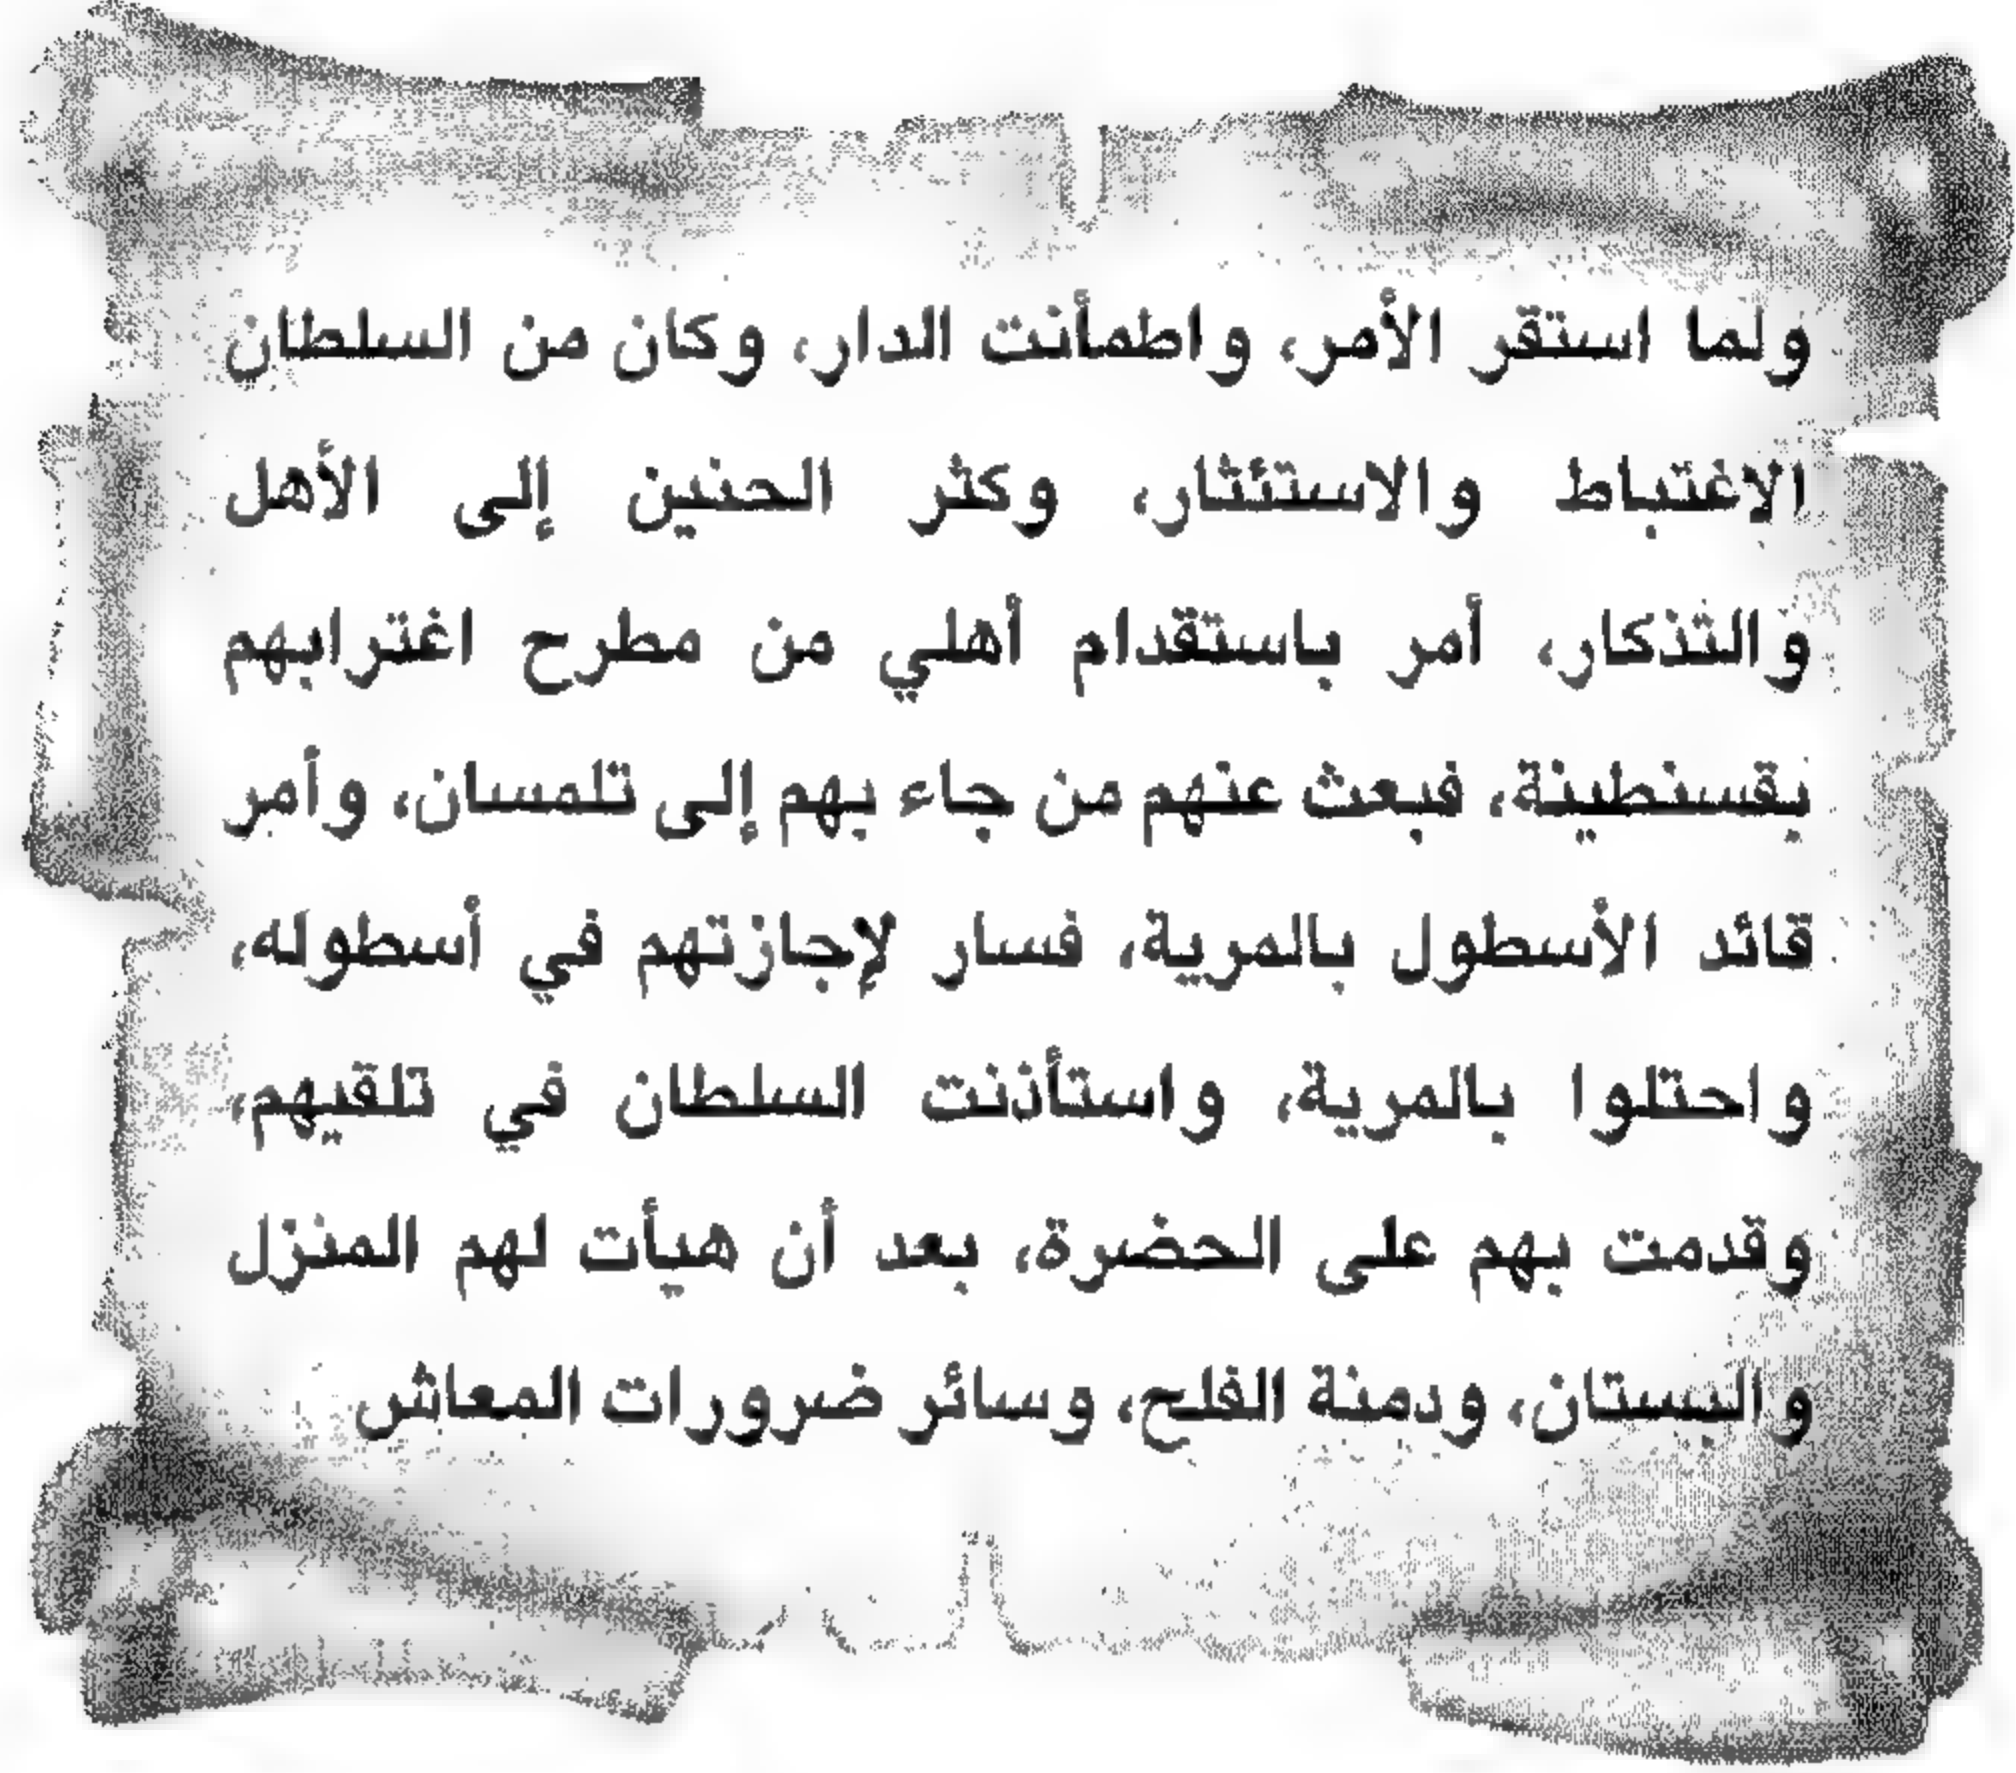 ولما استقر الأمر، واطمأنت الدار، وكان من السلطان
الاغتباط والاستئثار، وكثر الحنين إلى الأهل
والتذكار، أمر باستقدام أهلي من مطرح اغترابهم
بقسنطينة، فبعث عنهم من جاء بهم إلى تلمسان، وأمر
قائد الأسطول بالمرية، فسار لإجازتهم في أسطوله،
واحتلوا بالمرية، واستأذنت السلطان في تلقيهم،
وقدمت بهم على الحضرة، بعد أن هيأت لهم المنزل
والبستان، ودمنة الفلح، وسائر ضرورات المعاش